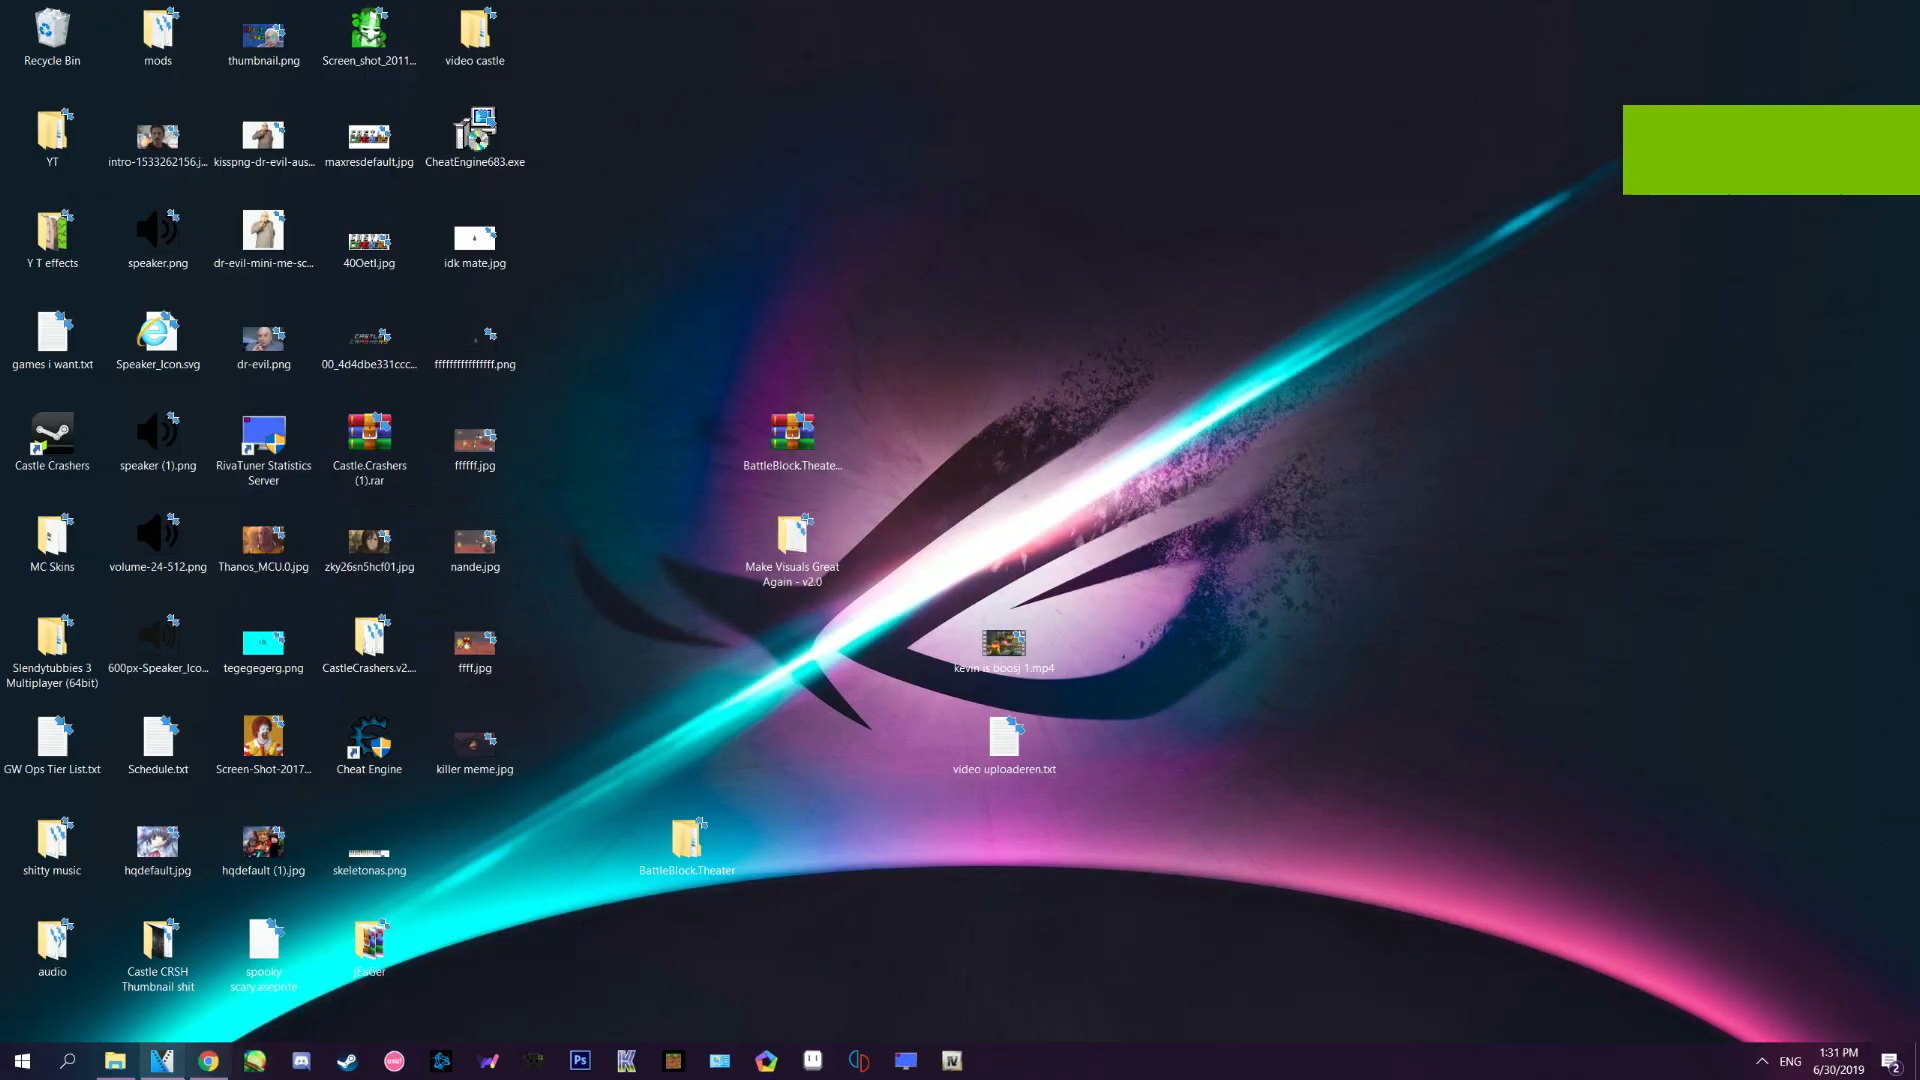 Recycle Bin
mods
thumbnail.png
Screen_shot_2011...
video castle
YT
intro-1533262156.j...
kisspng-dr-evil-aus...
maxresdefault.jpg
CheatEngine683.exe
Y T effects
speaker.png
dr-evil-mini-me-sc...
40Oetl.jpg
idk mate.jpg
games i want.txt
Speaker_Icon.svg
dr-evil.png
00_4d4dbe331ccc...
Castle Crashers
speaker (1).png
RivaTuner Statistics
Server
Castle.Crashers
(1).rar
ffffff.jpg
BattleBlock.Theate...
MC Skins
volume-24-512.png
Thanos_MCU.0.jpg
zky26sn5hcf01.jpg
nande.jpg
Make Visuals Great
Again - v2.0
Slendytubbies 3
Multiplayer (64bit)
600px-Speaker_Ico...
tegegegerg.png
CastleCrashers.v2....
ffff.jpg
kevin is boosj 1.mp4
GW Ops Tier List.txt
Schedule.txt
Screen-Shot-2017...
Cheat Engine
killer meme.jpg
video uploaderen.txt
shitty music
hqdefault.jpg
hqdefault (1).jpg
skeletonas.png
BattleBlock.Theater
audio
Castle CRSH
Thumbnail shit
spooky
scary.aseprite
jEaGer
Ps
osu!
IV
ENG
1:31 PM
6/30/2019
2